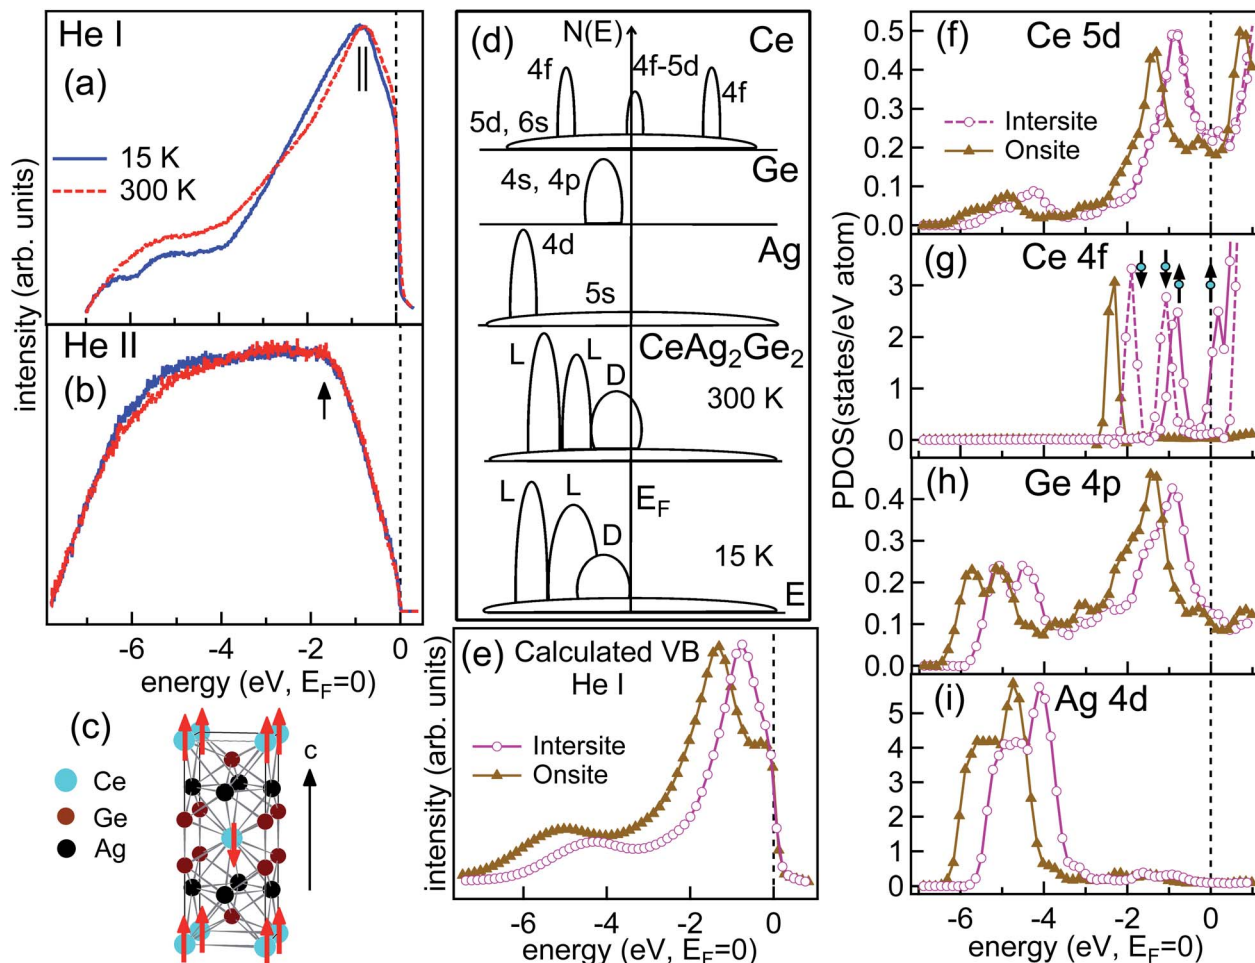 He I
(a)
15 K
300 K
He II
(b)
intensity (arb. units)
-6
-4
-2
-0
energy (eV, E_F=0)
(c)
c
Ce
Ge
Ag
(d)
N(E)
Ce
4f
4f-5d
4f
5d, 6s
Ge
4s, 4p
Ag
4d
5s
CeAg₂Ge₂
L
L
D
300 K
E_F
L
L
D
15 K
E
(e)
Calculated VB
He I
Intersite
Onsite
intensity (arb. units)
-6
-4
-2
0
energy (eV, E_F=0)
PDOS(states/eV atom)
(f)
Ce 5d
0.5
0.4
0.3
0.2
0.1
0.0
Intersite
Onsite
(g)
Ce 4f
3
2
1
0
(h)
Ge 4p
0.4
0.3
0.2
0.1
0.0
(i)
Ag 4d
5
4
3
2
1
0
-6
-4
-2
0
energy (eV, E_F=0)